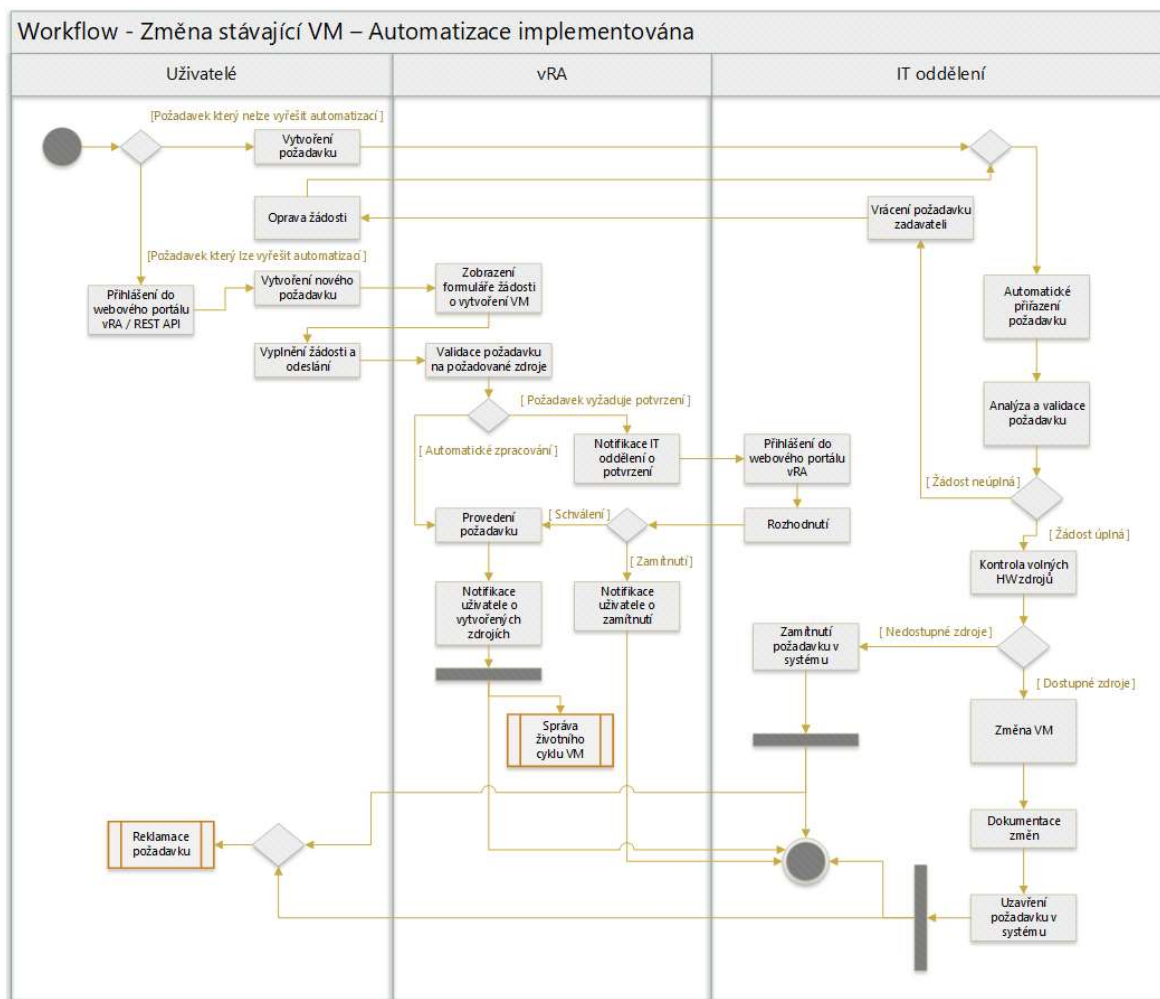 Workflow - Změna stávající VM – Automatizace implementována
Uživatelé
vRA
IT oddělení
[Požadavek který nelze vyřešit automatizací ]
Vytvoření
požadavku
Oprava žádosti
Vrácení požadavku
zadavateli
[Požadavek který lze vyřešit automatizací]
Přihlášení do
webového portálu
vRA / REST API
Vytvoření nového
požadavku
Zobrazení
formuláře žádosti
o vytvoření VM
Automatické
přiřazení
požadavku
Vyplnění žádosti a
odeslání
Validace požadavku
na požadované zdroje
Analýza a validace
požadavku
[ Požadavek vyžaduje potvrzení ]
[ Automatické zpracování ]
Notifikace IT
oddělení o
potvrzení
Přihlášení do
webového portálu
vRA
[ Žádost neúplná ]
Provedení
požadavku
[ Schválení]
Rozhodnutí
[ Žádost úplná ]
[ Zamítnutí ]
Kontrola volných
HW zdrojů
Notifikace
uživatele o
vytvořených
zdrojích
Notifikace
uživatele o
zamítnutí
Zamítnutí
požadavku v
systému
[ Nedostupné zdroje]
[ Dostupné zdroje]
Správa
životního
cyklu VM
Změna VM
Reklamace
požadavku
Dokumentace
změn
Uzavření
požadavku v
systému